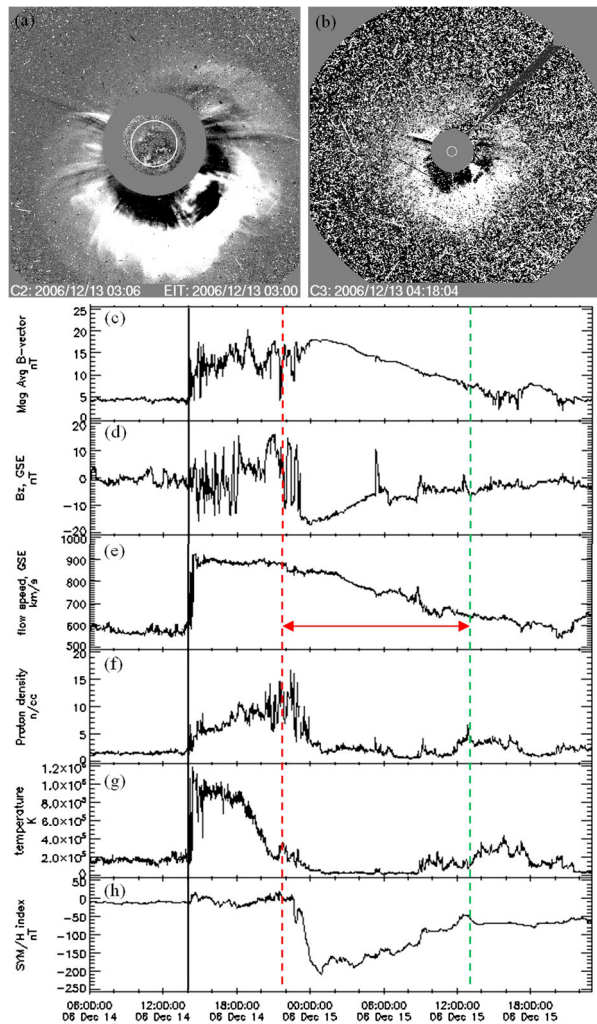 (a)
(b)
C2: 2006/12/13 03:06 EIT: 2006/12/13 03:00
C3: 2006/12/13 04:18:04
(c)
25
20
15
10
5
0
Mag Avg B-vector
nT
(d)
20
10
0
-10
-20
Bz, GSE
nT
(e)
1000
900
800
700
600
500
flow speed, GSE
km/s
(f)
20
15
10
5
0
Proton density
n/cc
(g)
1.2×10⁶
1.0×10⁶
8.0×10⁵
6.0×10⁵
4.0×10⁵
2.0×10⁵
0
temperature
K
(h)
50
0
-50
-100
-150
-200
-250
SYM/H index
nT
06:00:00 12:00:00 18:00:00 00:00:00 06:00:00 12:00:00 18:00:00
06 Dec 14 06 Dec 14 06 Dec 14 06 Dec 15 06 Dec 15 06 Dec 15 06 Dec 15